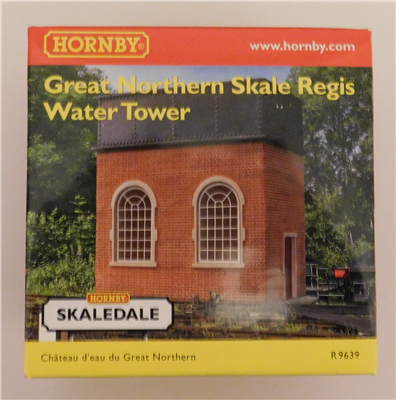 HORNBY®
www.hornby.com
Great Northern Skale Regis
Water Tower
HORNBY
SKALEDALE
Château d'eau du Great Northern
R9639